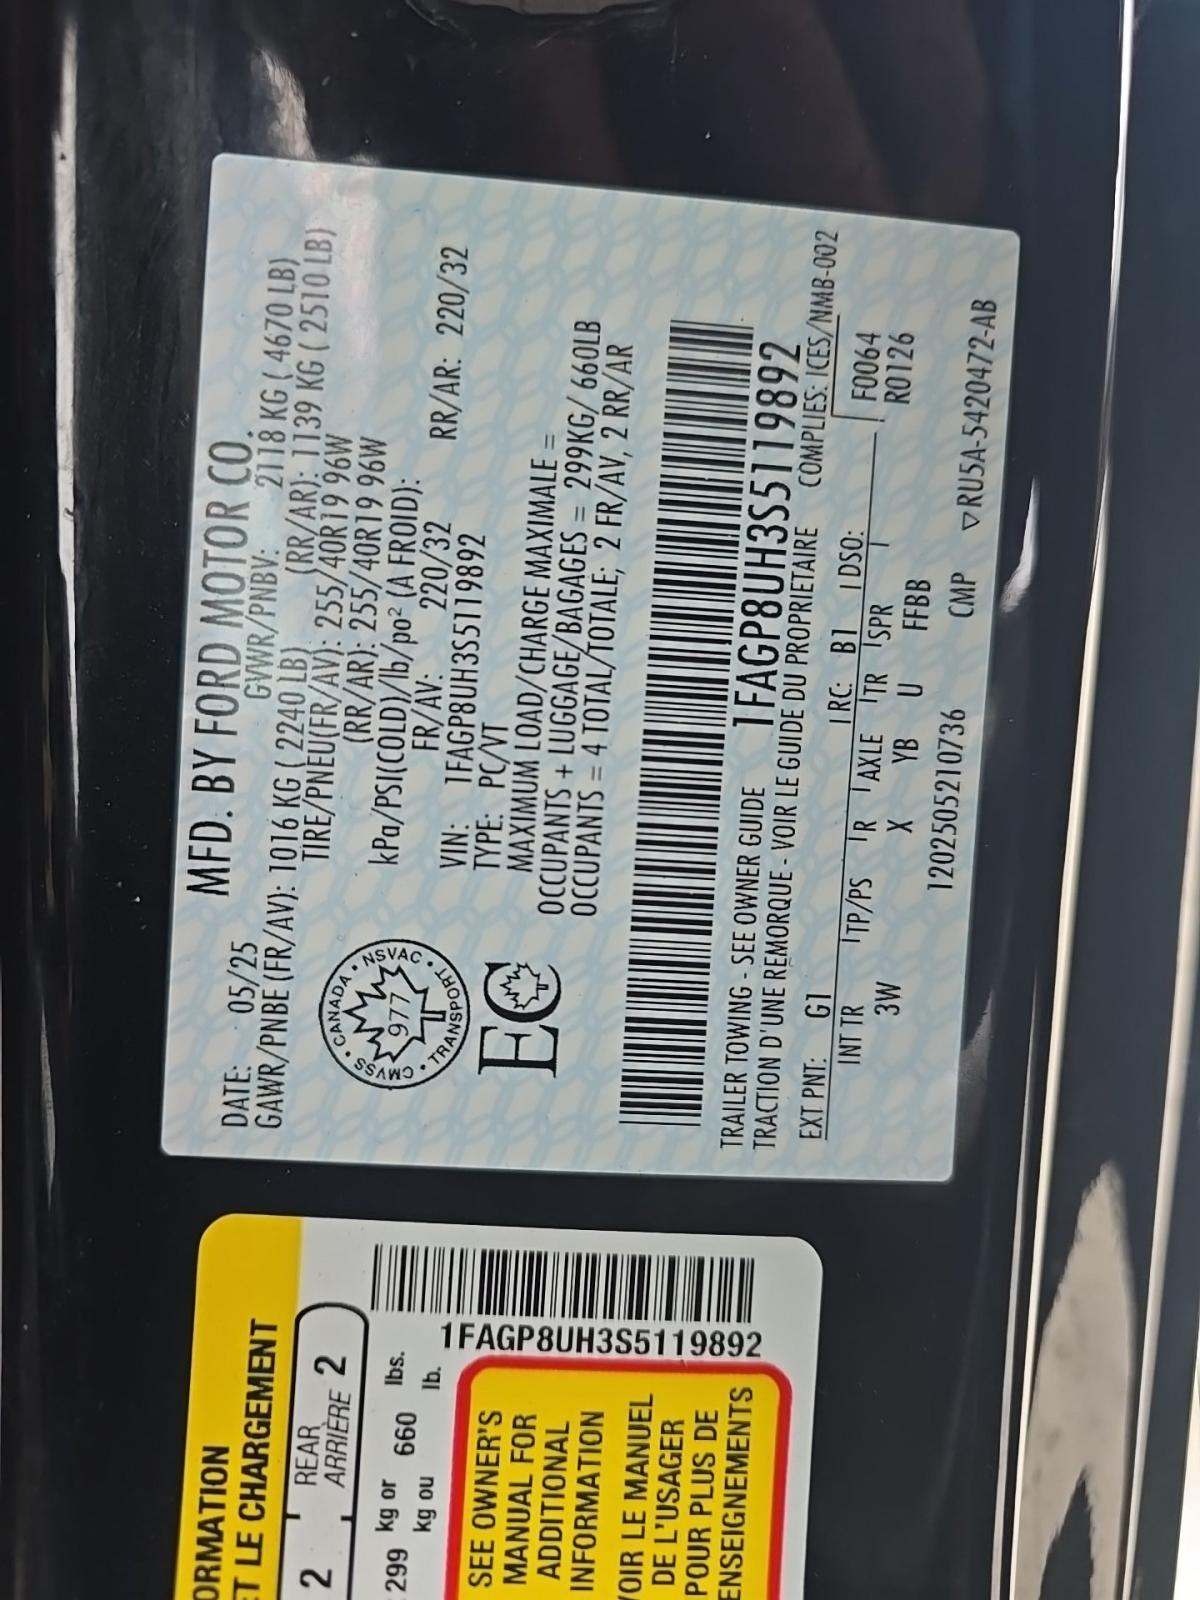 MFD. BY FORD MOTOR CO.
DATE: 05/25 GVWR/PNBV: 2118 KG ( 4670 LB)
GAWR/PNBE (FR/AV): 1016 KG ( 2240 LB) (RR/AR): 1139 KG ( 2510 LB)
TIRE/PNEU(FR/AV): 255/40R19 96W
(RR/AR): 255/40R19 96W
kPa/PSI(COLD)/lb/po² (A FROID):
FR/AV: 220/32 RR/AR: 220/32
VIN: 1FAGP8UH3S5119892
TYPE: PC/VT
CANADA • NSVAC • TRANSPORT • CMVSS •
977
EC
MAXIMUM LOAD/CHARGE MAXIMALE =
OCCUPANTS + LUGGAGE/BAGAGES = 299KG/ 660LB
OCCUPANTS = 4 TOTAL/TOTALE; 2 FR/AV, 2 RR/AR
1FAGP8UH3S5119892
TRAILER TOWING - SEE OWNER GUIDE
TRACTION D'UNE REMORQUE - VOIR LE GUIDE DU PROPRIETAIRE COMPLIES: ICES/NMB-002
EXT PNT: G1 RC: B1 DSO: F0064
INT TR TP/PS R AXLE TR SPR R0126
3W X YB U FFBB
1202505210736 CMP ▽RU5A-5420472-AB
ORMATION
ET LE CHARGEMENT
2 REAR 2
ARRIÈRE
299 kg or 660 lbs.
kg ou lb.
1FAGP8UH3S5119892
SEE OWNER'S
MANUAL FOR
ADDITIONAL
INFORMATION
VOIR LE MANUEL
DE L'USAGER
POUR PLUS DE
ENSEIGNEMENTS